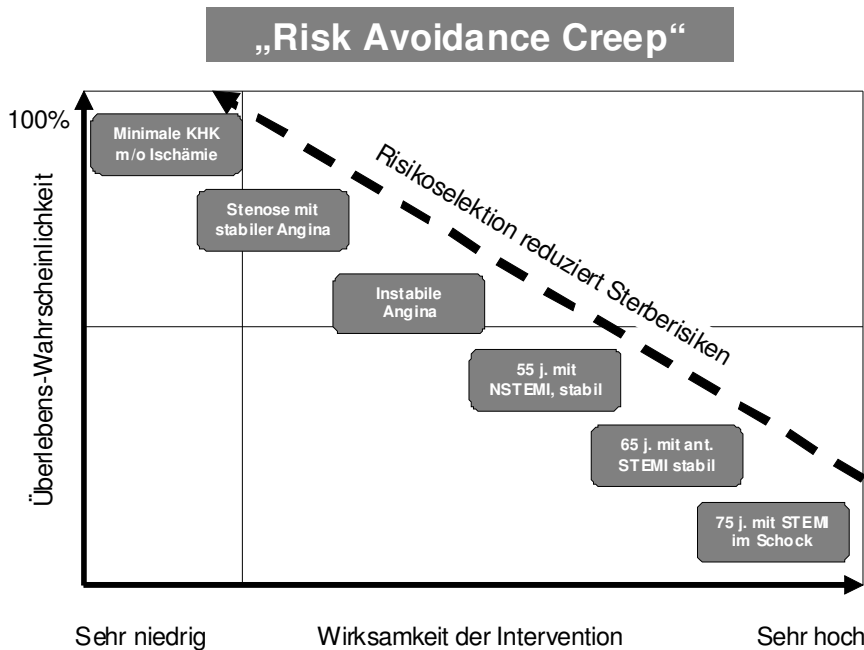 „Risk Avoidance Creep“
100%
Minimale KHK
m/o Ischämie
Stenose mit
stabiler Angina
Instabile
Angina
55 j. mit
NSTEMI, stabil
65 j. mit ant.
STEMI stabil
75 j. mit STEMI
im Schock
Risikoselektion reduziert Sterberisiken
Überlebens-Wahrscheinlichkeit
Sehr niedrig Wirksamkeit der Intervention Sehr hoch